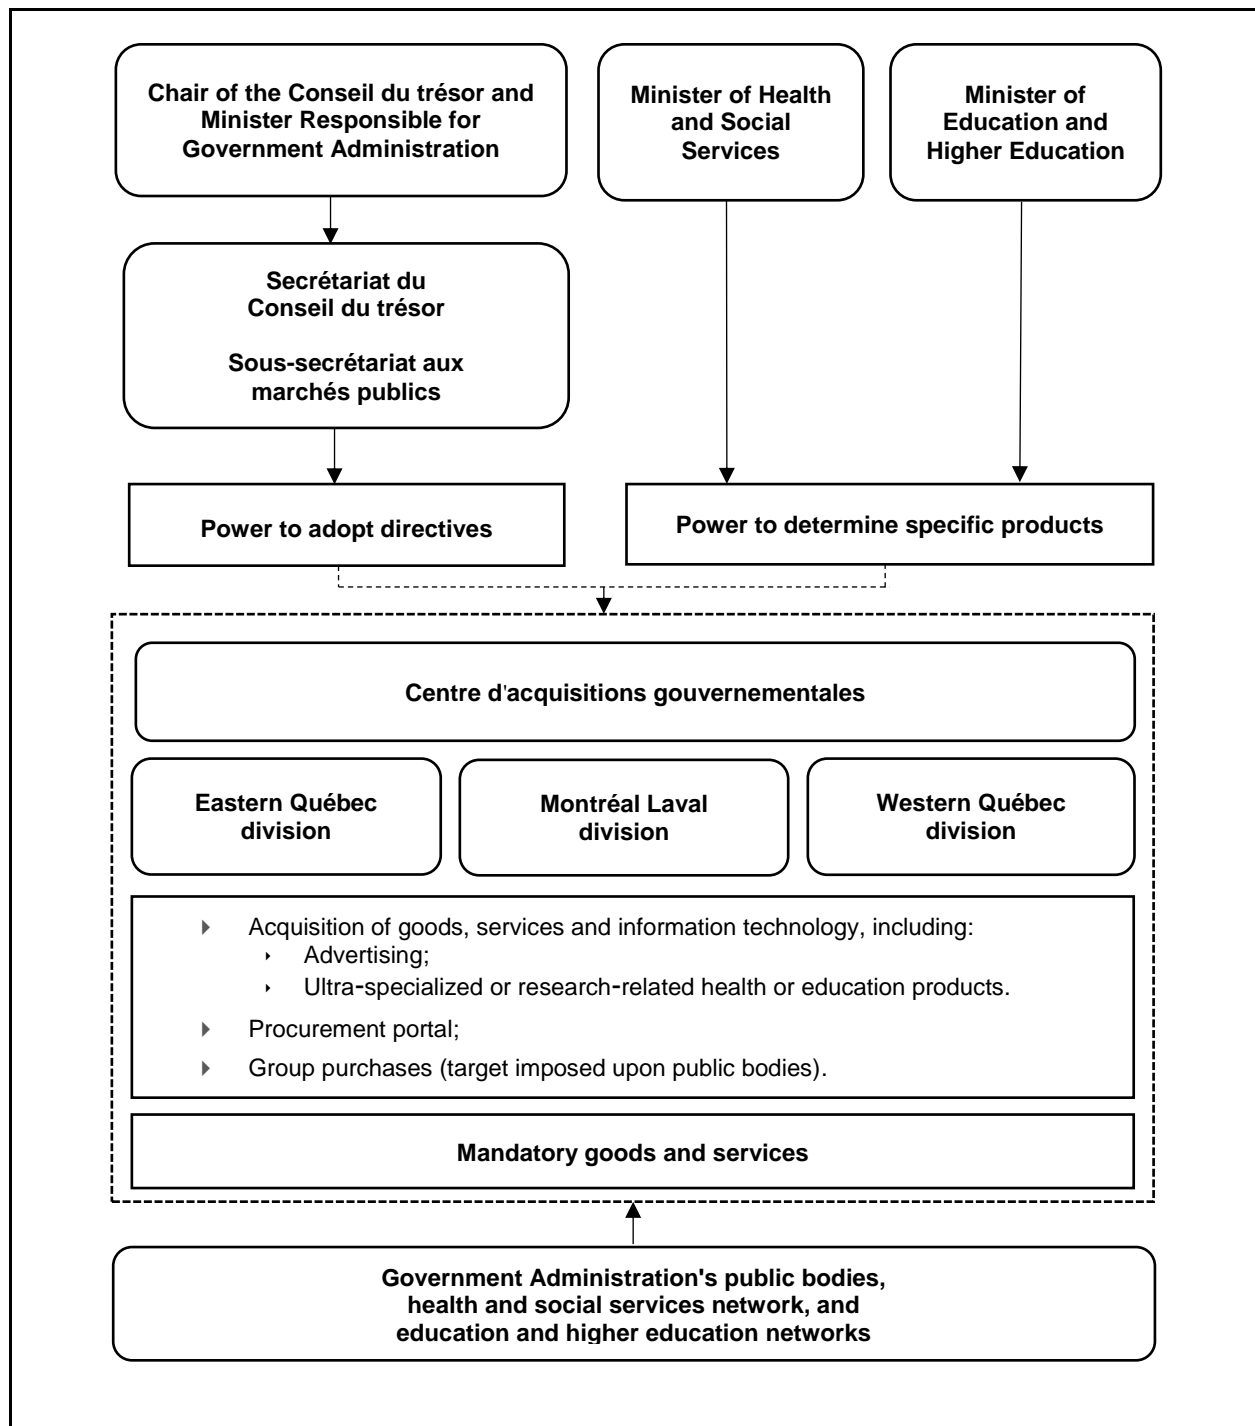 Chair of the Conseil du trésor and
Minister Responsible for
Government Administration
Minister of Health
and Social
Services
Minister of
Education and
Higher Education
Secrétariat du
Conseil du trésor
Sous-secrétariat aux
marchés publics
Power to adopt directives
Power to determine specific products
Centre d'acquisitions gouvernementales
Eastern Québec
division
Montréal Laval
division
Western Québec
division
Acquisition of goods, services and information technology, including:
Advertising;
Ultra-specialized or research-related health or education products.
Procurement portal;
Group purchases (target imposed upon public bodies).
Mandatory goods and services
Government Administration's public bodies,
health and social services network, and
education and higher education networks